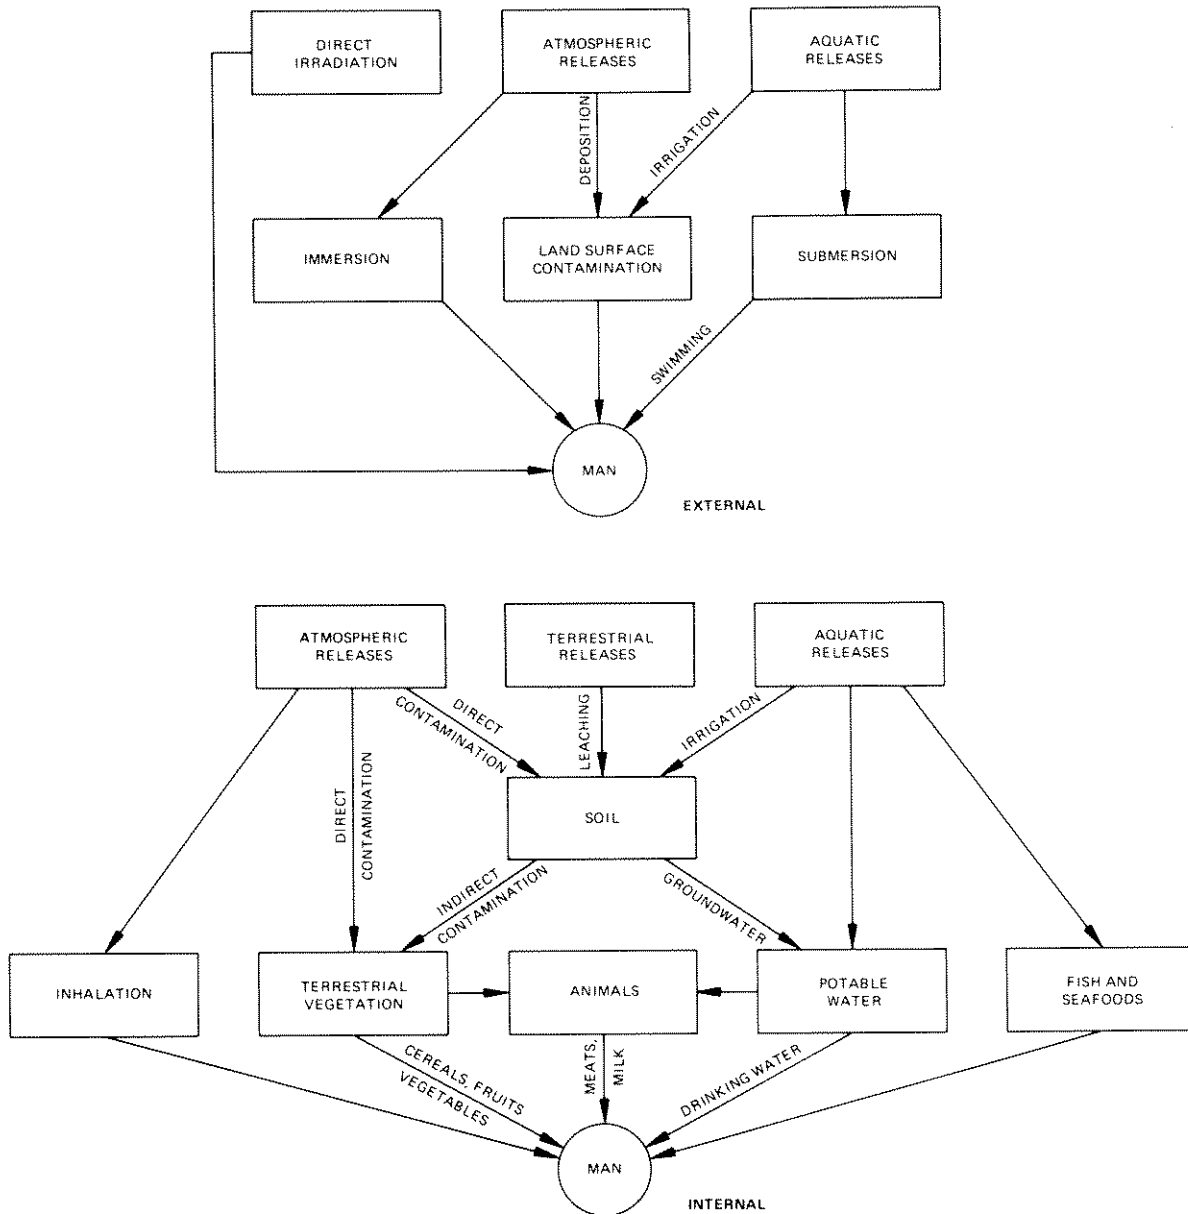 DIRECT
IRRADIATION
ATMOSPHERIC
RELEASES
AQUATIC
RELEASES
DEPOSITION
IRRIGATION
IMMERSION
LAND SURFACE
CONTAMINATION
SUBMERSION
SWIMMING
MAN
EXTERNAL
ATMOSPHERIC
RELEASES
TERRESTRIAL
RELEASES
AQUATIC
RELEASES
DIRECT
CONTAMINATION
LEACHING
IRRIGATION
DIRECT
CONTAMINATION
SOIL
INDIRECT
CONTAMINATION
GROUNDWATER
INHALATION
TERRESTRIAL
VEGETATION
ANIMALS
POTABLE
WATER
FISH AND
SEAFOODS
CEREALS, FRUITS
VEGETABLES
MEATS,
MILK
DRINKING WATER
MAN
INTERNAL